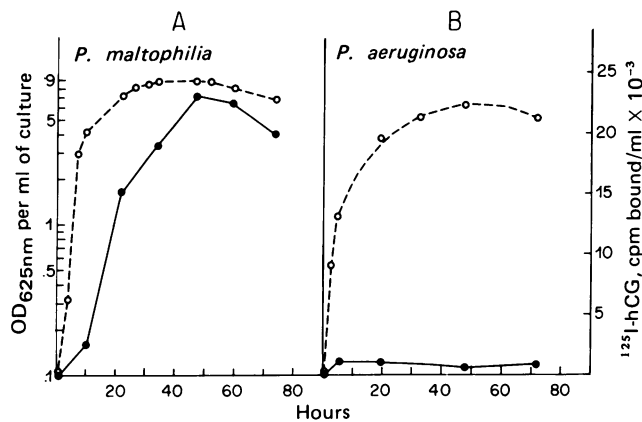 A
B
P. maltophilia
P. aeruginosa
OD625nm per ml of culture
9
5
1
.5
.1
20
40
60
80
20
40
60
80
Hours
25
20
15
10
5
125I-hCG, cpm bound/ml X 10-3